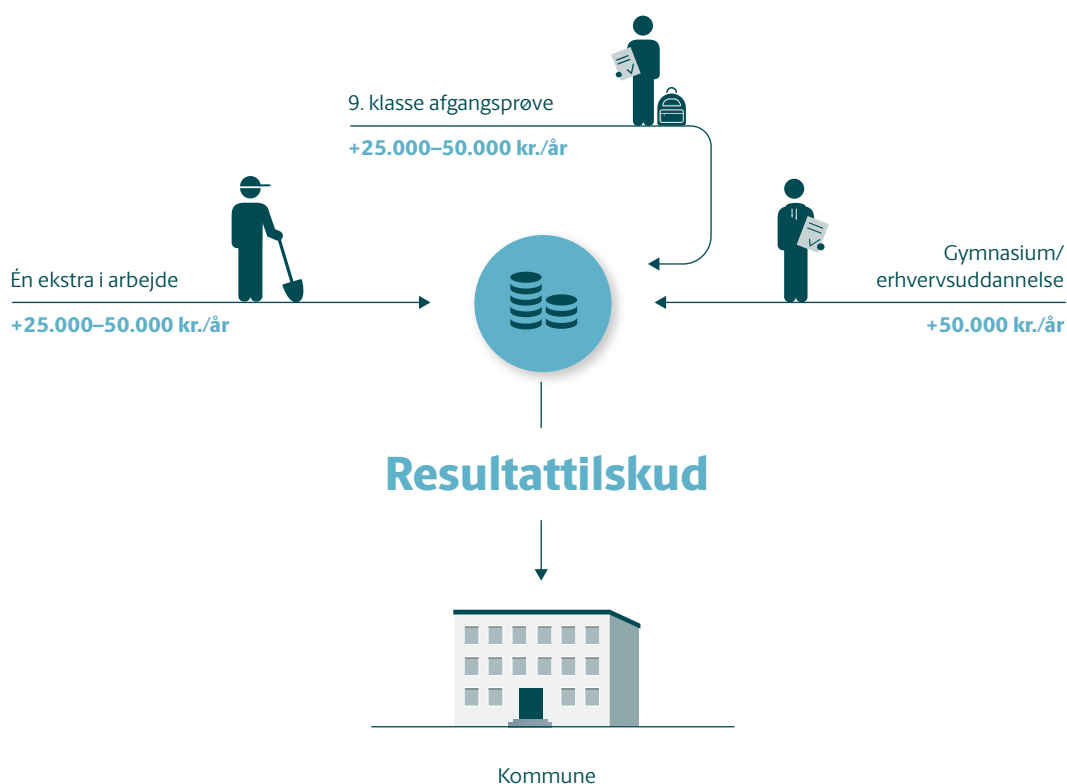 9. klasse afgangsprøve
+25.000–50.000 kr./år
Én ekstra i arbejde
+25.000–50.000 kr./år
Gymnasium/
erhvervsuddannelse
+50.000 kr./år
Resultattilskud
Kommune